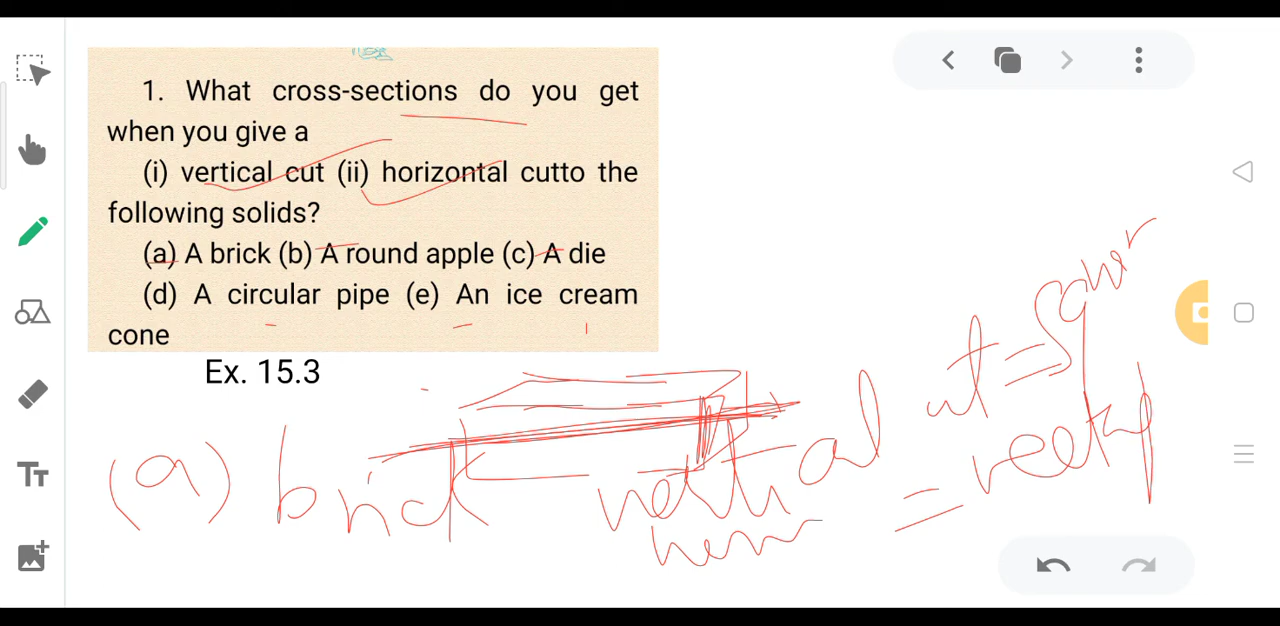 1. What cross-sections do you get
when you give a
(i) vertical cut (ii) horizontal cutto the
following solids?
(a) A brick (b) A round apple (c) A die
(d) A circular pipe (e) An ice cream
cone
Ex. 15.3
(a) brick vertical
Tт